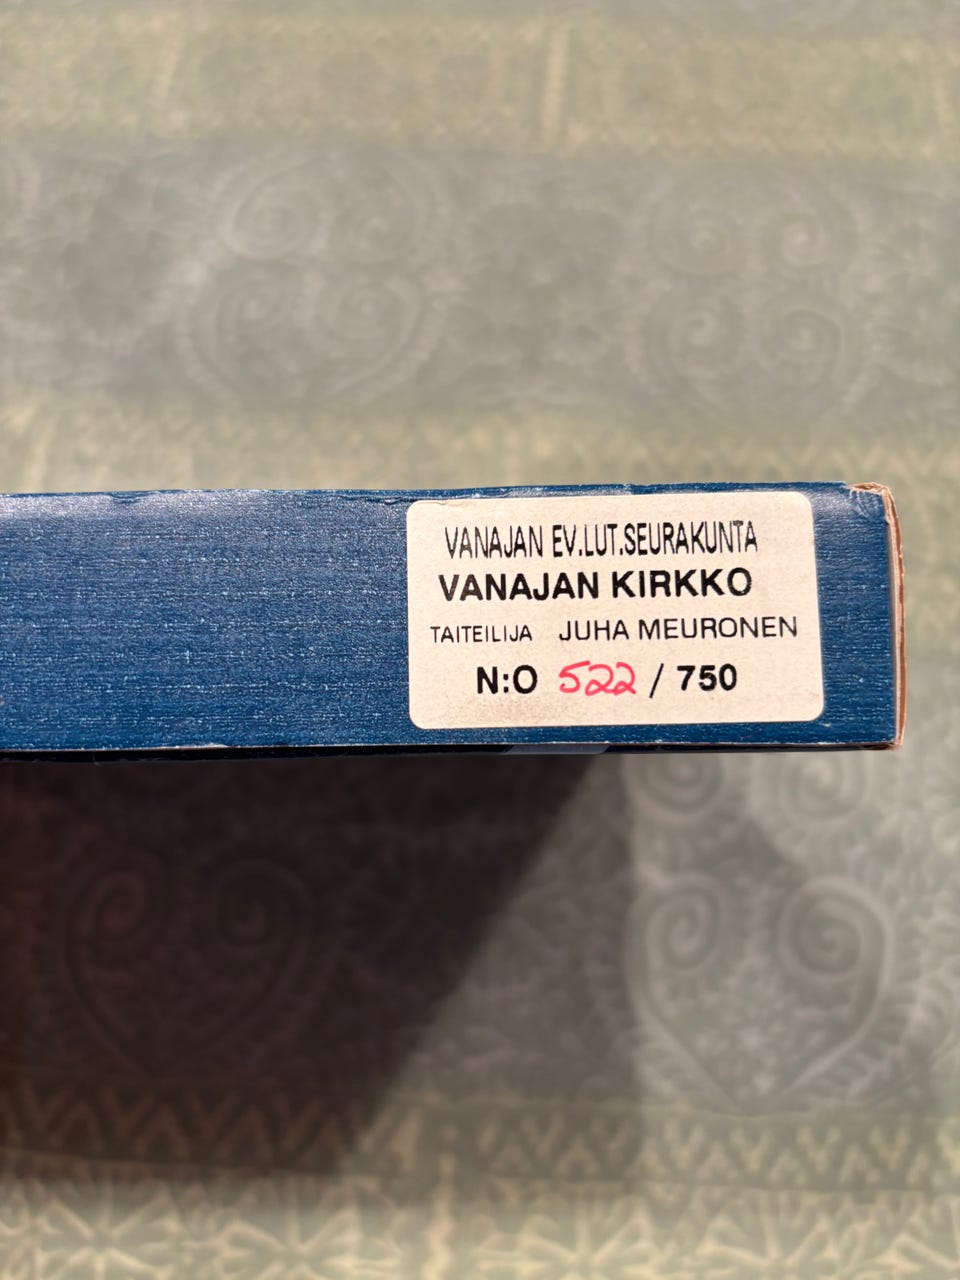 VANAJAN EV.LUT.SEURAKUNTA
VANAJAN KIRKKO
TAITEILIJA JUHA MEURONEN
N:O 522 / 750